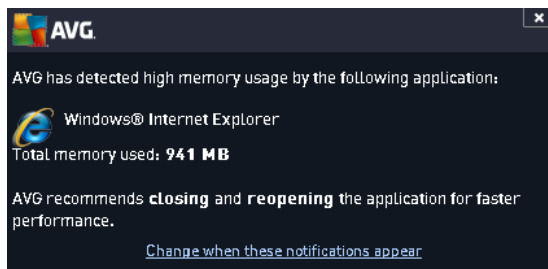 AVG.
AVG has detected high memory usage by the following application:
Windows® Internet Explorer
Total memory used: 941 MB
AVG recommends closing and reopening the application for faster
performance.
Change when these notifications appear